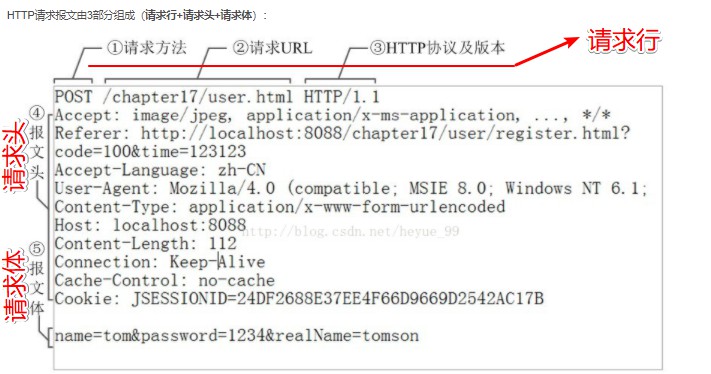 HTTP请求报文由3部分组成（请求行+请求头+请求体）：
①请求方法 ②请求URL ③HTTP协议及版本 请求行
POST /chapter17/user.html HTTP/1.1
Accept: image/jpeg, application/x-ms-application, ..., */*
Referer: http://localhost:8088/chapter17/user/register.html?
code=100&time=123123
Accept-Language: zh-CN
User-Agent: Mozilla/4.0 (compatible; MSIE 8.0; Windows NT 6.1;
Content-Type: application/x-www-form-urlencoded
Host: localhost:8088
http://blog.csdn.net/heyue_99
Content-Length: 112
Connection: Keep-Alive
Cache-Control: no-cache
Cookie: JSESSIONID=24DF2688E37EE4F66D9669D2542AC17B
name=tom&password=1234&realName=tomson
请求头
④报文头
请求体
⑤报文体